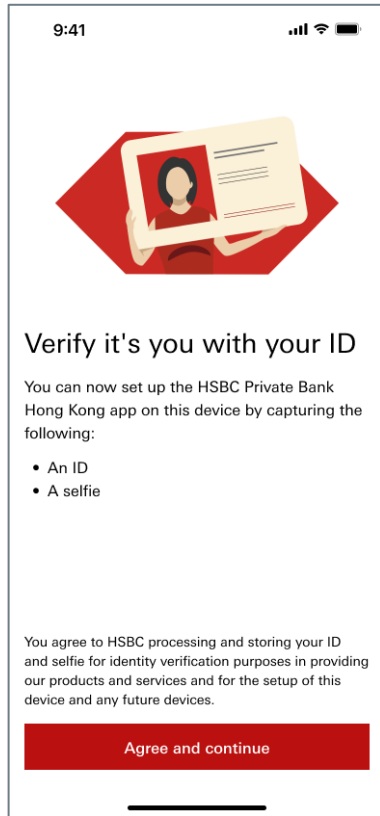 9:41
Verify it's you with your ID
You can now set up the HSBC Private Bank
Hong Kong app on this device by capturing the
following:
• An ID
• A selfie
You agree to HSBC processing and storing your ID
and selfie for identity verification purposes in providing
our products and services and for the setup of this
device and any future devices.
Agree and continue